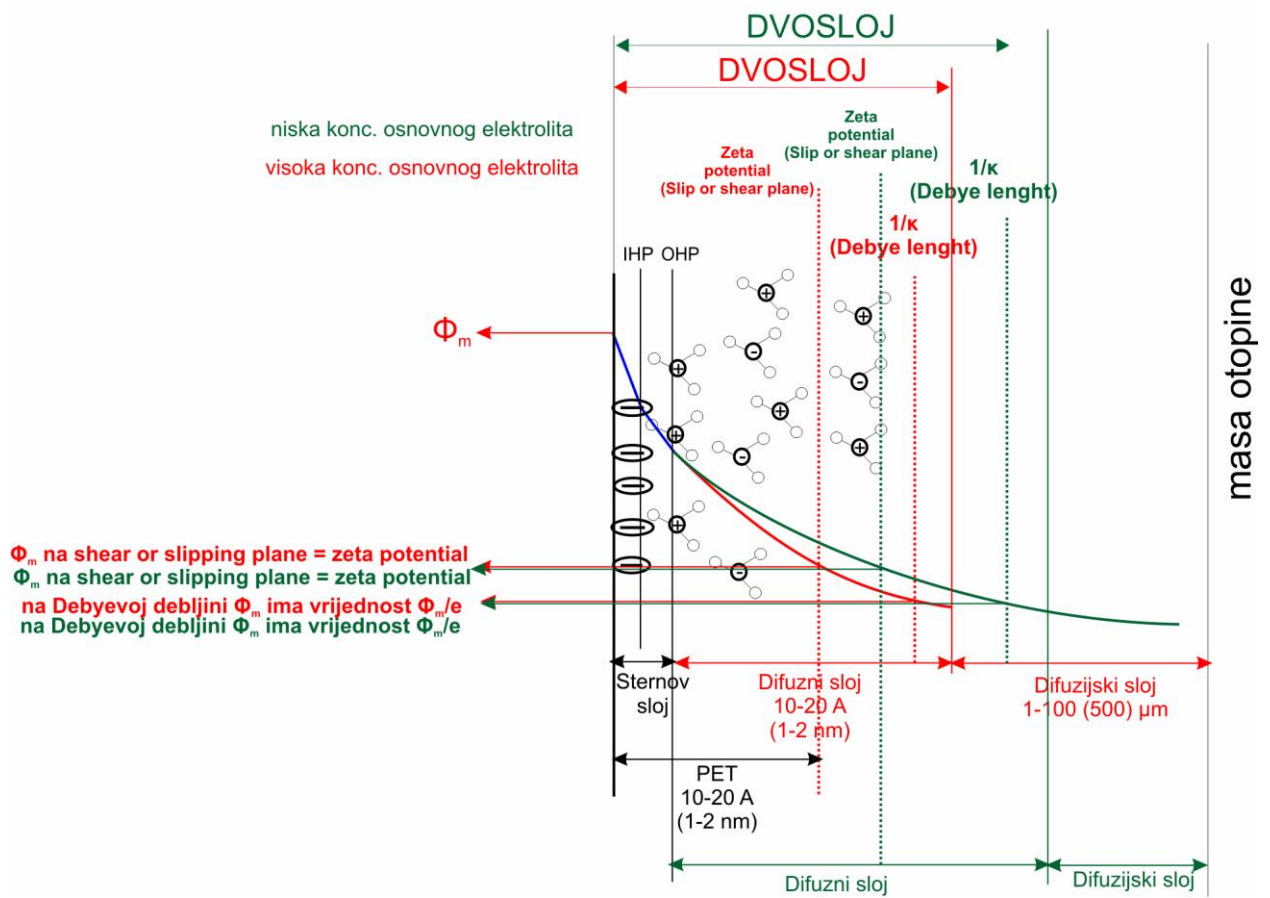 DVOSLOJ
DVOSLOJ
niska konc. osnovnog elektrolita
visoka konc. osnovnog elektrolita
Zeta
potential
(Slip or shear plane)
Zeta
potential
(Slip or shear plane)
1/κ
(Debye lenght)
1/κ
(Debye lenght)
IHP OHP
Φm
masa otopine
Φm na shear or slipping plane = zeta potential
Φm na shear or slipping plane = zeta potential
na Debyevoj debljini Φm ima vrijednost Φm/e
na Debyevoj debljini Φm ima vrijednost Φm/e
Sternov
sloj
Difuzni sloj
10-20 A
(1-2 nm)
Difuzijski sloj
1-100 (500) µm
PET
10-20 A
(1-2 nm)
Difuzni sloj
Difuzijski sloj